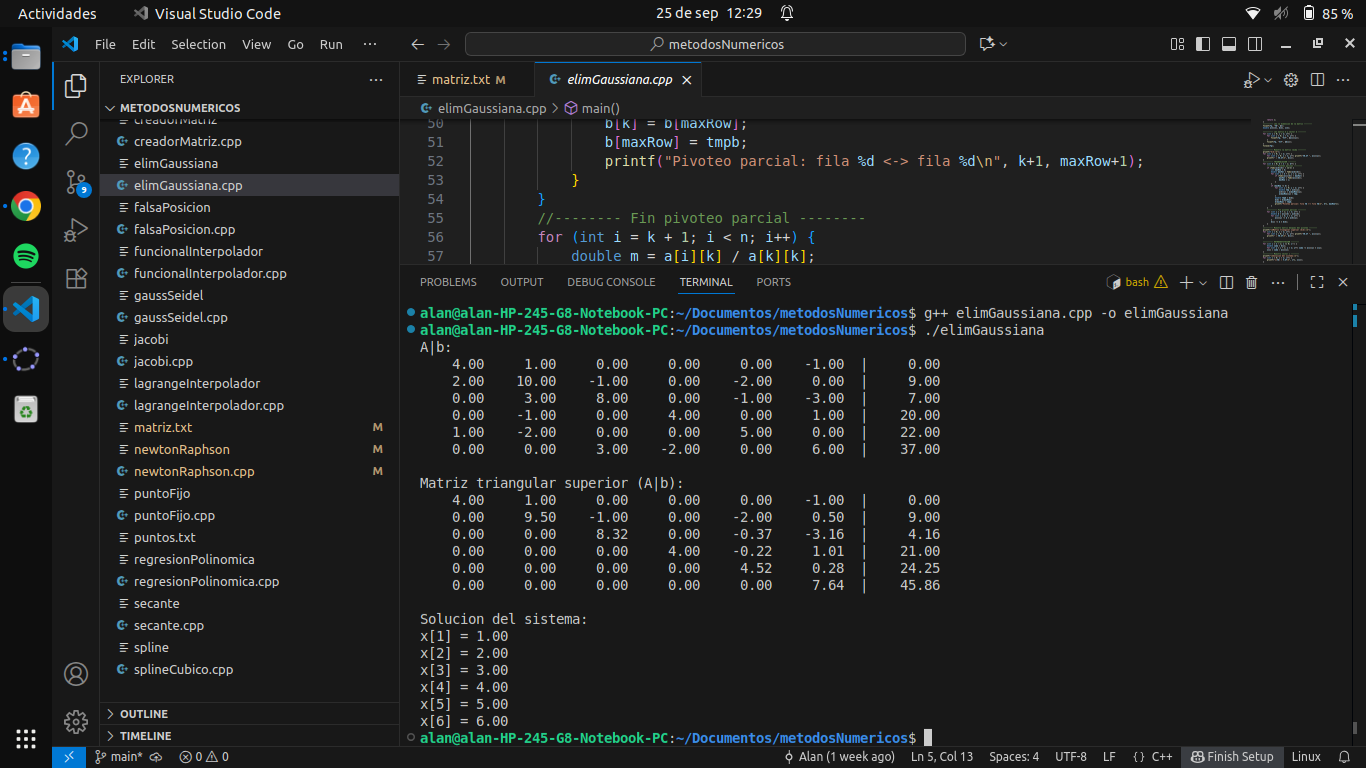 Actividades Visual Studio Code 25 de sep 12:29 85 %
File Edit Selection View Go Run ··· metodosNumericos
EXPLORER
METODOSNUMERICOS
creadorMatriz
creadorMatriz.cpp
elimGaussiana
elimGaussiana.cpp
falsaPosicion
falsaPosicion.cpp
funcionalInterpolador
funcionalInterpolador.cpp
gaussSeidel
gaussSeidel.cpp
jacobi
jacobi.cpp
lagrangeInterpolador
lagrangeInterpolador.cpp
matriz.txt M
newtonRaphson M
newtonRaphson.cpp M
puntoFijo
puntoFijo.cpp
puntos.txt
regresionPolinomica
regresionPolinomica.cpp
secante
secante.cpp
spline
splineCubico.cpp
OUTLINE
TIMELINE
9
matriz.txt M elimGaussiana.cpp
elimGaussiana.cpp > main()
50 b[k] = b[maxRow];
51 b[maxRow] = tmpb;
52 printf("Pivoteo parcial: fila %d <-> fila %d\n", k+1, maxRow+1);
53 }
54 }
55 //-------- Fin pivoteo parcial --------
56 for (int i = k + 1; i < n; i++) {
57 double m = a[i][k] / a[k][k];
PROBLEMS OUTPUT DEBUG CONSOLE TERMINAL PORTS bash
alan@alan-HP-245-G8-Notebook-PC:~/Documentos/metodosNumericos$ g++ elimGaussiana.cpp -o elimGaussiana
alan@alan-HP-245-G8-Notebook-PC:~/Documentos/metodosNumericos$ ./elimGaussiana
A|b:
4.00 1.00 0.00 0.00 0.00 -1.00 | 0.00
2.00 10.00 -1.00 0.00 -2.00 0.00 | 9.00
0.00 3.00 8.00 0.00 -1.00 -3.00 | 7.00
0.00 -1.00 0.00 4.00 0.00 1.00 | 20.00
1.00 -2.00 0.00 0.00 5.00 0.00 | 22.00
0.00 0.00 3.00 -2.00 0.00 6.00 | 37.00
Matriz triangular superior (A|b):
4.00 1.00 0.00 0.00 0.00 -1.00 | 0.00
0.00 9.50 -1.00 0.00 -2.00 0.50 | 9.00
0.00 0.00 8.32 0.00 -0.37 -3.16 | 4.16
0.00 0.00 0.00 4.00 -0.22 1.01 | 21.00
0.00 0.00 0.00 0.00 4.52 0.28 | 24.25
0.00 0.00 0.00 0.00 0.00 7.64 | 45.86
Solucion del sistema:
x[1] = 1.00
x[2] = 2.00
x[3] = 3.00
x[4] = 4.00
x[5] = 5.00
x[6] = 6.00
alan@alan-HP-245-G8-Notebook-PC:~/Documentos/metodosNumericos$
main* 0 0 Alan (1 week ago) Ln 5, Col 13 Spaces: 4 UTF-8 LF {} C++ Finish Setup Linux